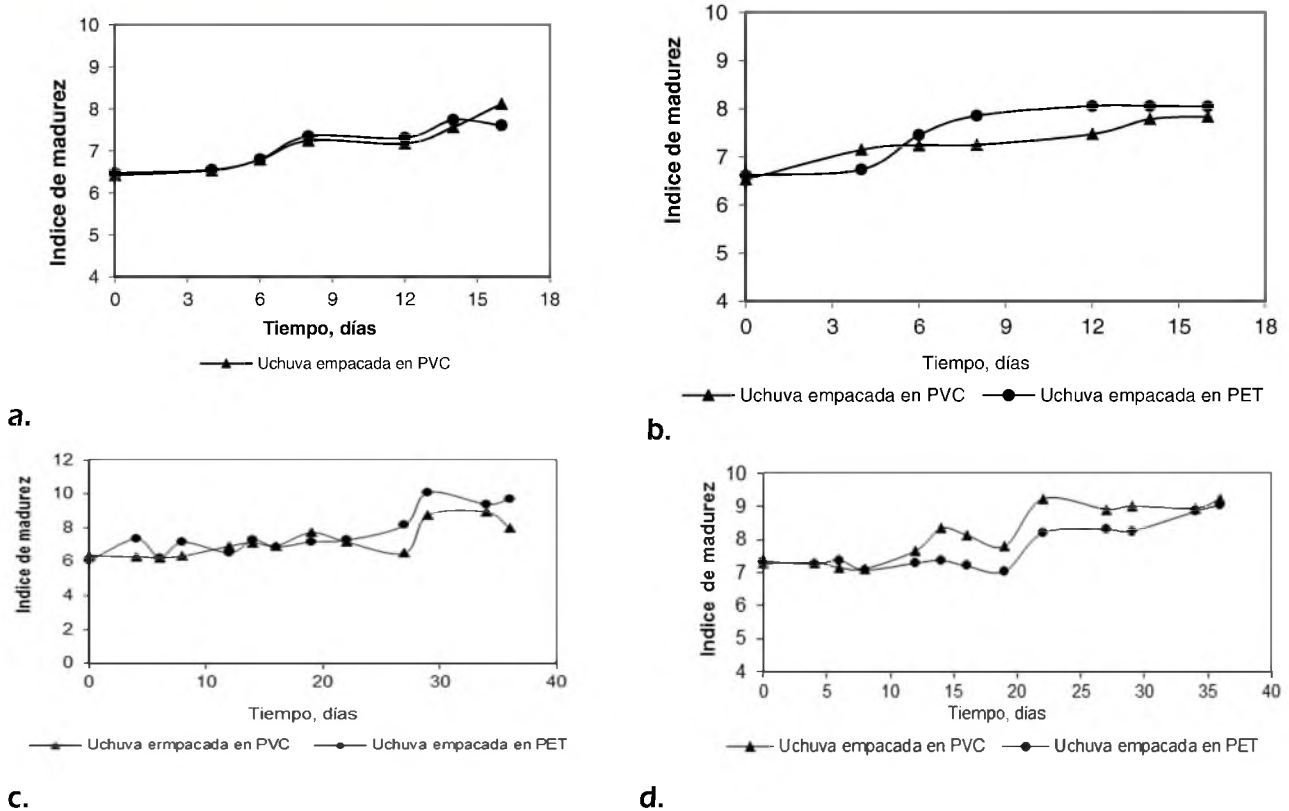 10
9
8
7
6
5
4
Indice de madurez
0 3 6 9 12 15 18
Tiempo, días
Uchuva empacada en PVC
a.
10
9
8
7
6
5
4
Indice de madurez
0 3 6 9 12 15 18
Tiempo, días
Uchuva empacada en PVC Uchuva empacada en PET
b.
12
10
8
6
4
2
0
Indice de madurez
0 10 20 30 40
Tiempo, días
Uchuva ermpacada en PVC Uchuva empacada en PET
c.
10
9
8
7
6
5
4
Indice de madurez
0 5 10 15 20 25 30 35 40
Tiempo, días
Uchuva empacada en PVC Uchuva empacada en PET
d.